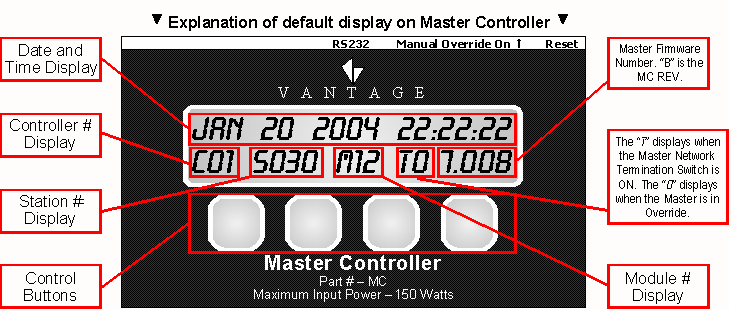 ▼ Explanation of default display on Master Controller ▼
RS232 Manual Override On ↑ Reset
Date and
Time Display
Master Firmware
Number. "B" is the
MC REV.
VANTAGE
JAN 20 2004 22:22:22
Controller #
Display
C01 S030 M12 TO 7.008
The "T" displays when
the Master Network
Termination Switch is
ON. The "O" displays
when the Master is in
Override.
Station #
Display
Control
Buttons
Master Controller
Part # – MC
Maximum Input Power – 150 Watts
Module #
Display